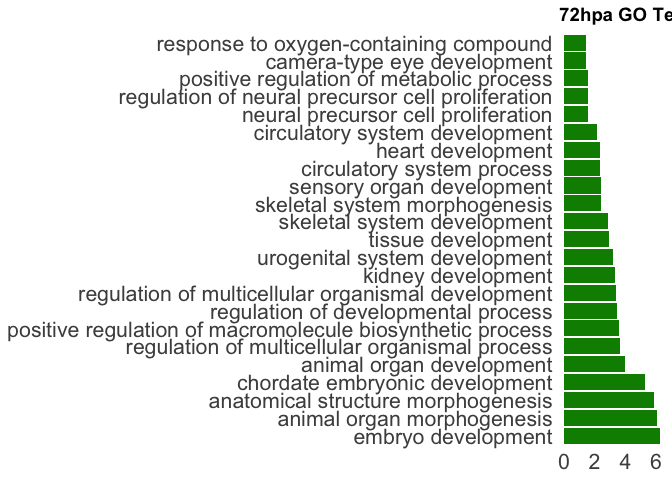 72hpa GO Te
response to oxygen-containing compound
camera-type eye development
positive regulation of metabolic process
regulation of neural precursor cell proliferation
neural precursor cell proliferation
circulatory system development
heart development
circulatory system process
sensory organ development
skeletal system morphogenesis
skeletal system development
tissue development
urogenital system development
kidney development
regulation of multicellular organismal development
regulation of developmental process
positive regulation of macromolecule biosynthetic process
regulation of multicellular organismal process
animal organ development
chordate embryonic development
anatomical structure morphogenesis
animal organ morphogenesis
embryo development
0 2 4 6